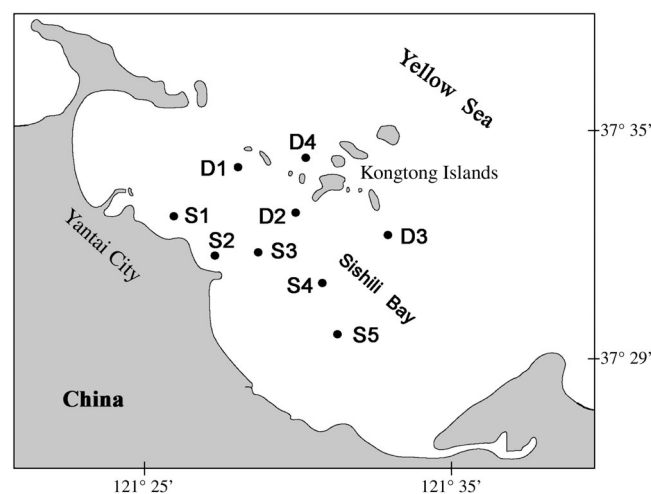 Yellow Sea
37° 35'
D4
D1
Kongtong Islands
S1
D2
Yantai City
S2
S3
D3
S4
Sishili Bay
S5
37° 29'
China
121° 25'
121° 35'